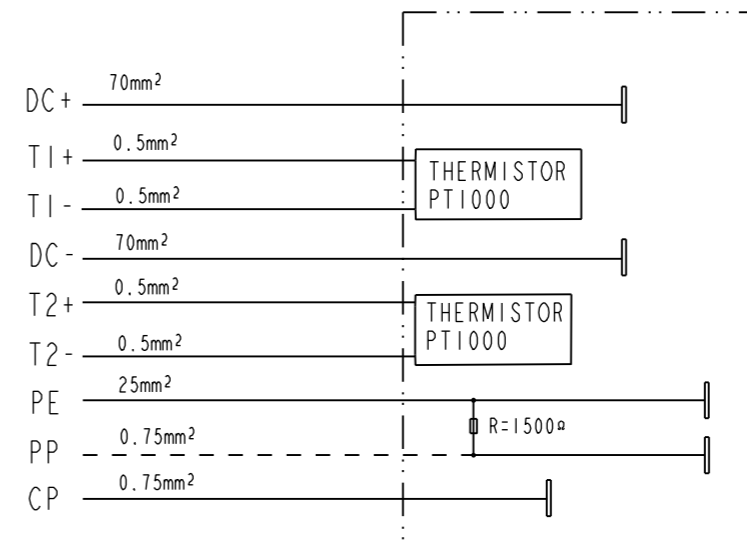 70mm²
DC+
0.5mm²
T1+
THERMISTOR
PT1000
0.5mm²
T1-
70mm²
DC-
0.5mm²
T2+
THERMISTOR
PT1000
0.5mm²
T2-
25mm²
PE
R=1500Ω
0.75mm²
PP
0.75mm²
CP